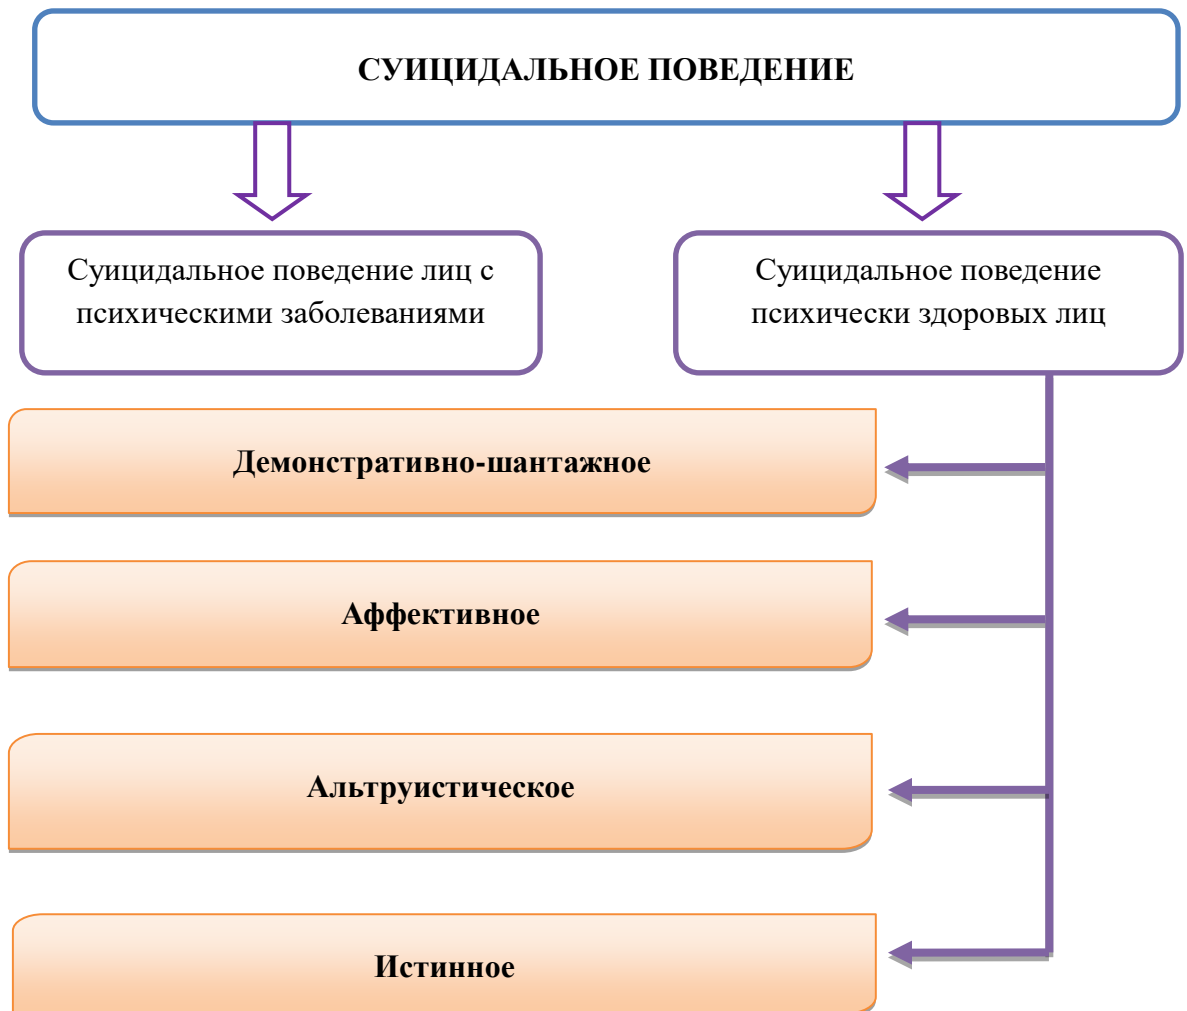 СУИЦИДАЛЬНОЕ ПОВЕДЕНИЕ
Суицидальное поведение лиц с
психическими заболеваниями
Суицидальное поведение
психически здоровых лиц
Демонстративно-шантажное
Аффективное
Альтруистическое
Истинное